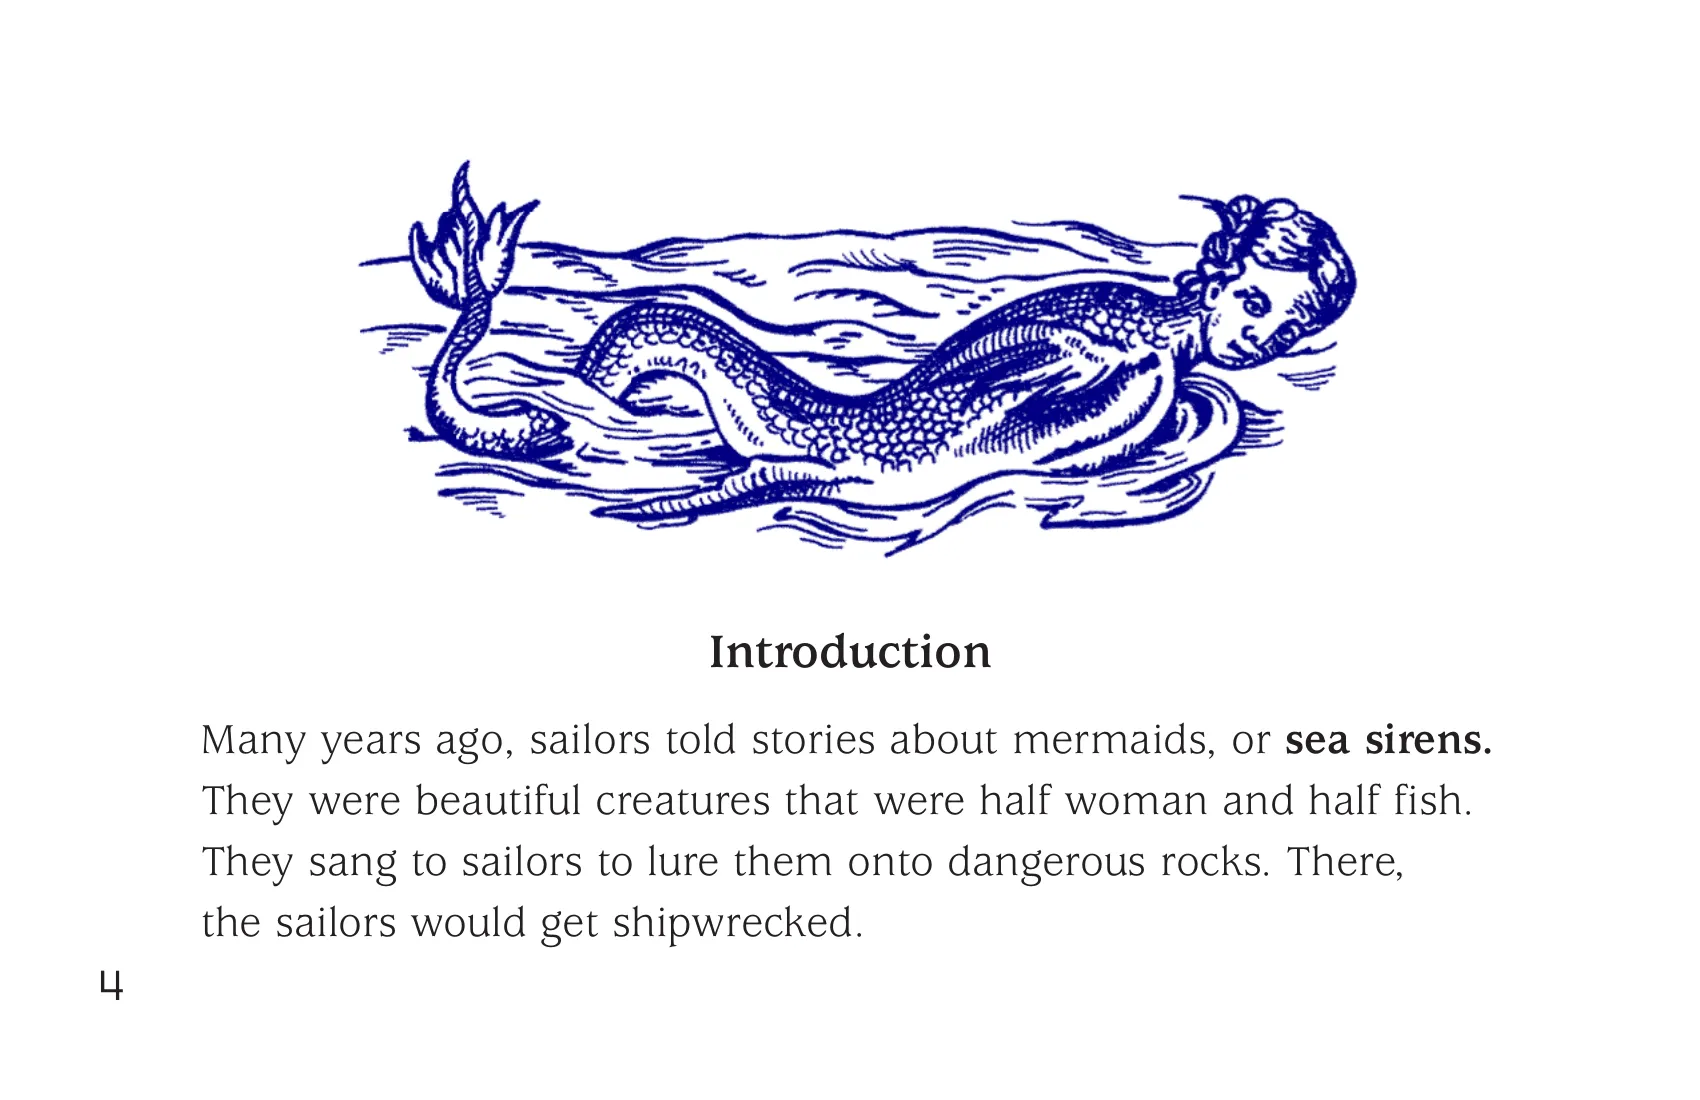 Introduction
Many years ago, sailors told stories about mermaids, or sea sirens.
They were beautiful creatures that were half woman and half fish.
They sang to sailors to lure them onto dangerous rocks. There,
the sailors would get shipwrecked.
4